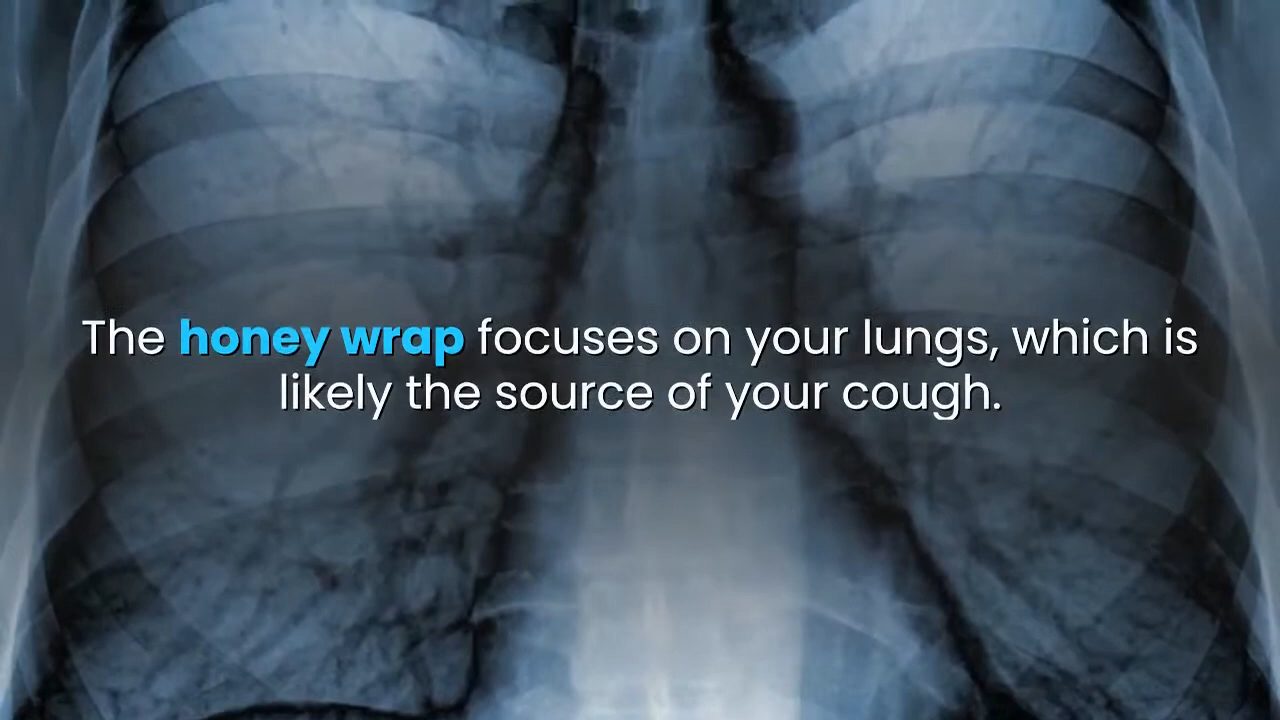 The honey wrap focuses on your lungs, which is
likely the source of your cough.